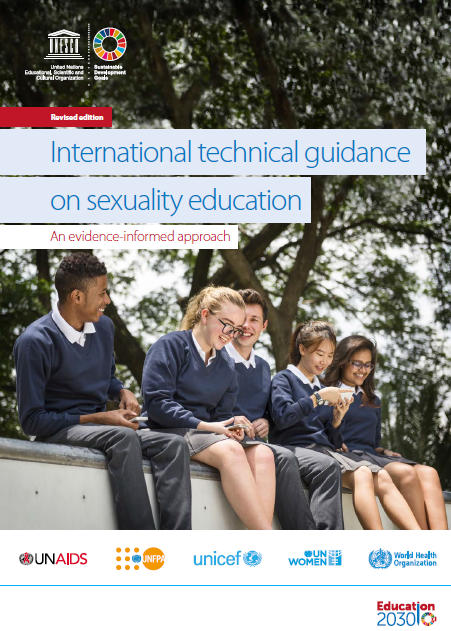 UNESCO
United Nations
Educational, Scientific and
Cultural Organization
Sustainable
Development
Goals
Revised edition
International technical guidance
on sexuality education
An evidence-informed approach
UNAIDS
UNFPA
unicef
UN
WOMEN
World Health
Organization
Education
2030